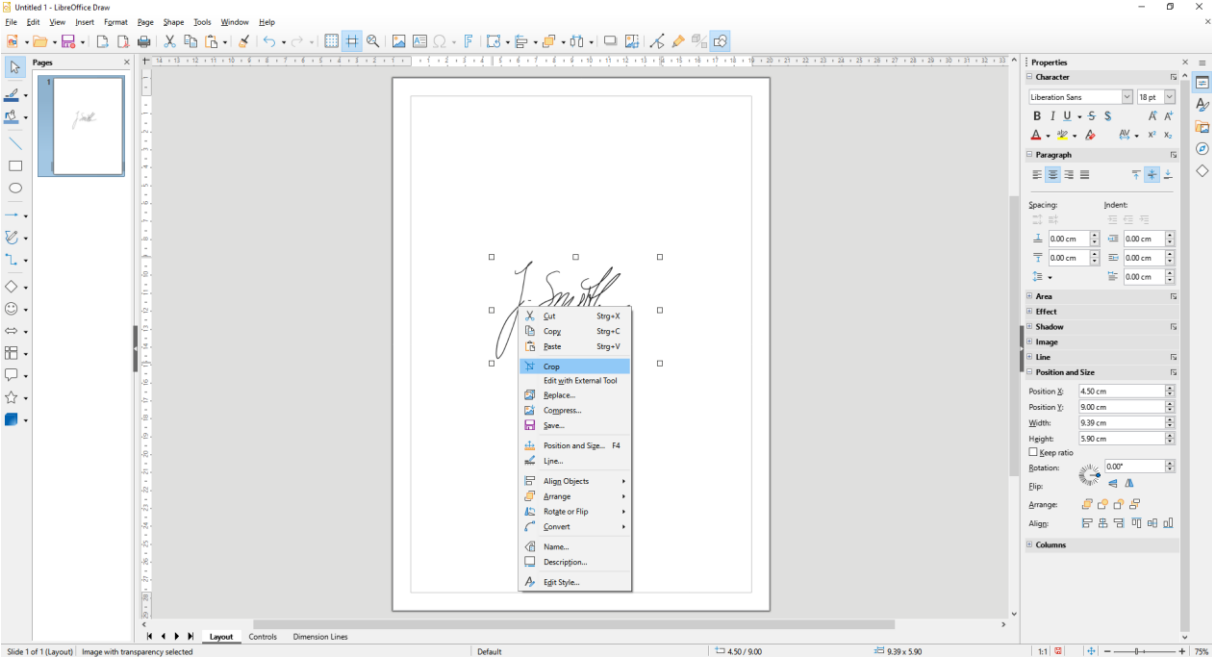 Untitled 1 - LibreOffice Draw
File Edit View Insert Format Page Shape Tools Window Help
Pages
1
J. Smith
Cut Strg+X
Copy Strg+C
Paste Strg+V
Crop
Edit with External Tool
Replace...
Compress...
Save...
Position and Size... F4
Line...
Align Objects
Arrange
Rotate or Flip
Convert
Name...
Description...
Edit Style...
Properties
Character
Liberation Sans 18 pt
Paragraph
Spacing: Indent:
0.00 cm 0.00 cm
0.00 cm 0.00 cm
0.00 cm
Area
Effect
Shadow
Image
Line
Position and Size
Position X: 4.50 cm
Position Y: 9.00 cm
Width: 9.39 cm
Height: 5.90 cm
Keep ratio
Rotation: 0.00°
Flip:
Arrange:
Align:
Columns
Layout Controls Dimension Lines
Slide 1 of 1 (Layout) Image with transparency selected Default 4.50 / 9.00 9.39 x 5.90 1:1 75%